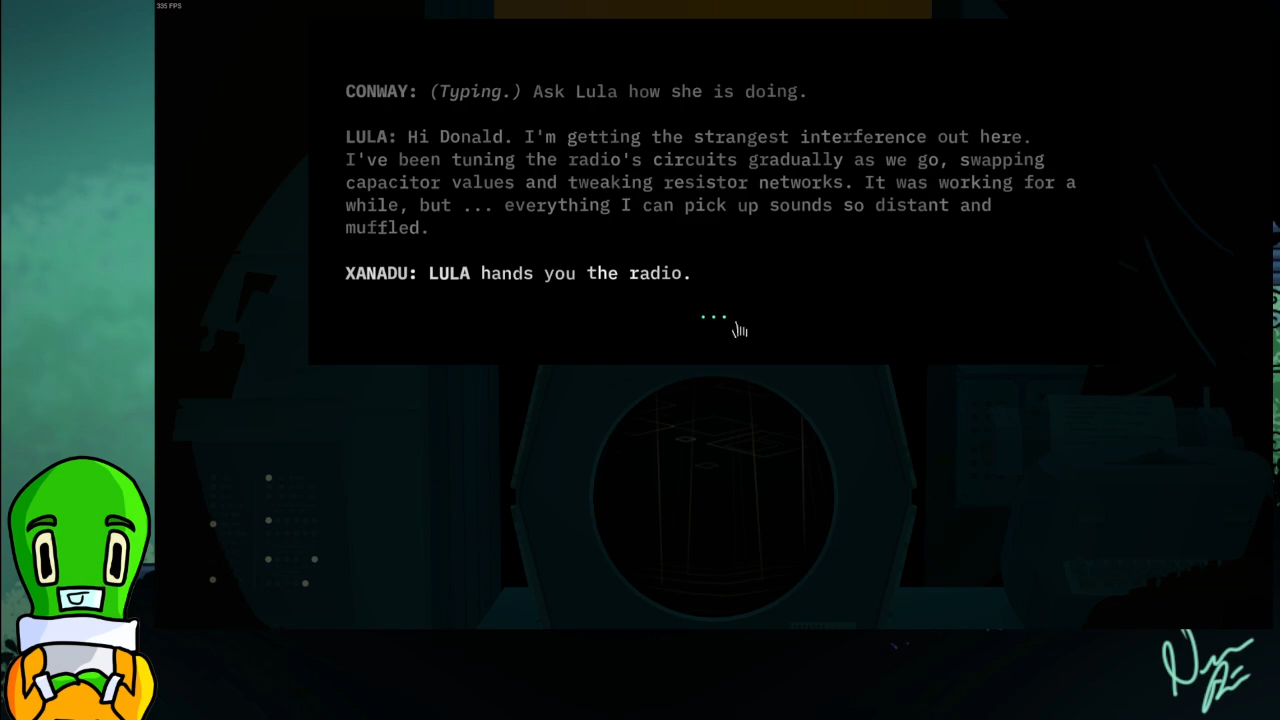 335 FPS
CONWAY: (Typing.) Ask Lula how she is doing.
LULA: Hi Donald. I'm getting the strangest interference out here.
I've been tuning the radio's circuits gradually as we go, swapping
capacitor values and tweaking resistor networks. It was working for a
while, but ... everything I can pick up sounds so distant and
muffled.
XANADU: LULA hands you the radio.
...